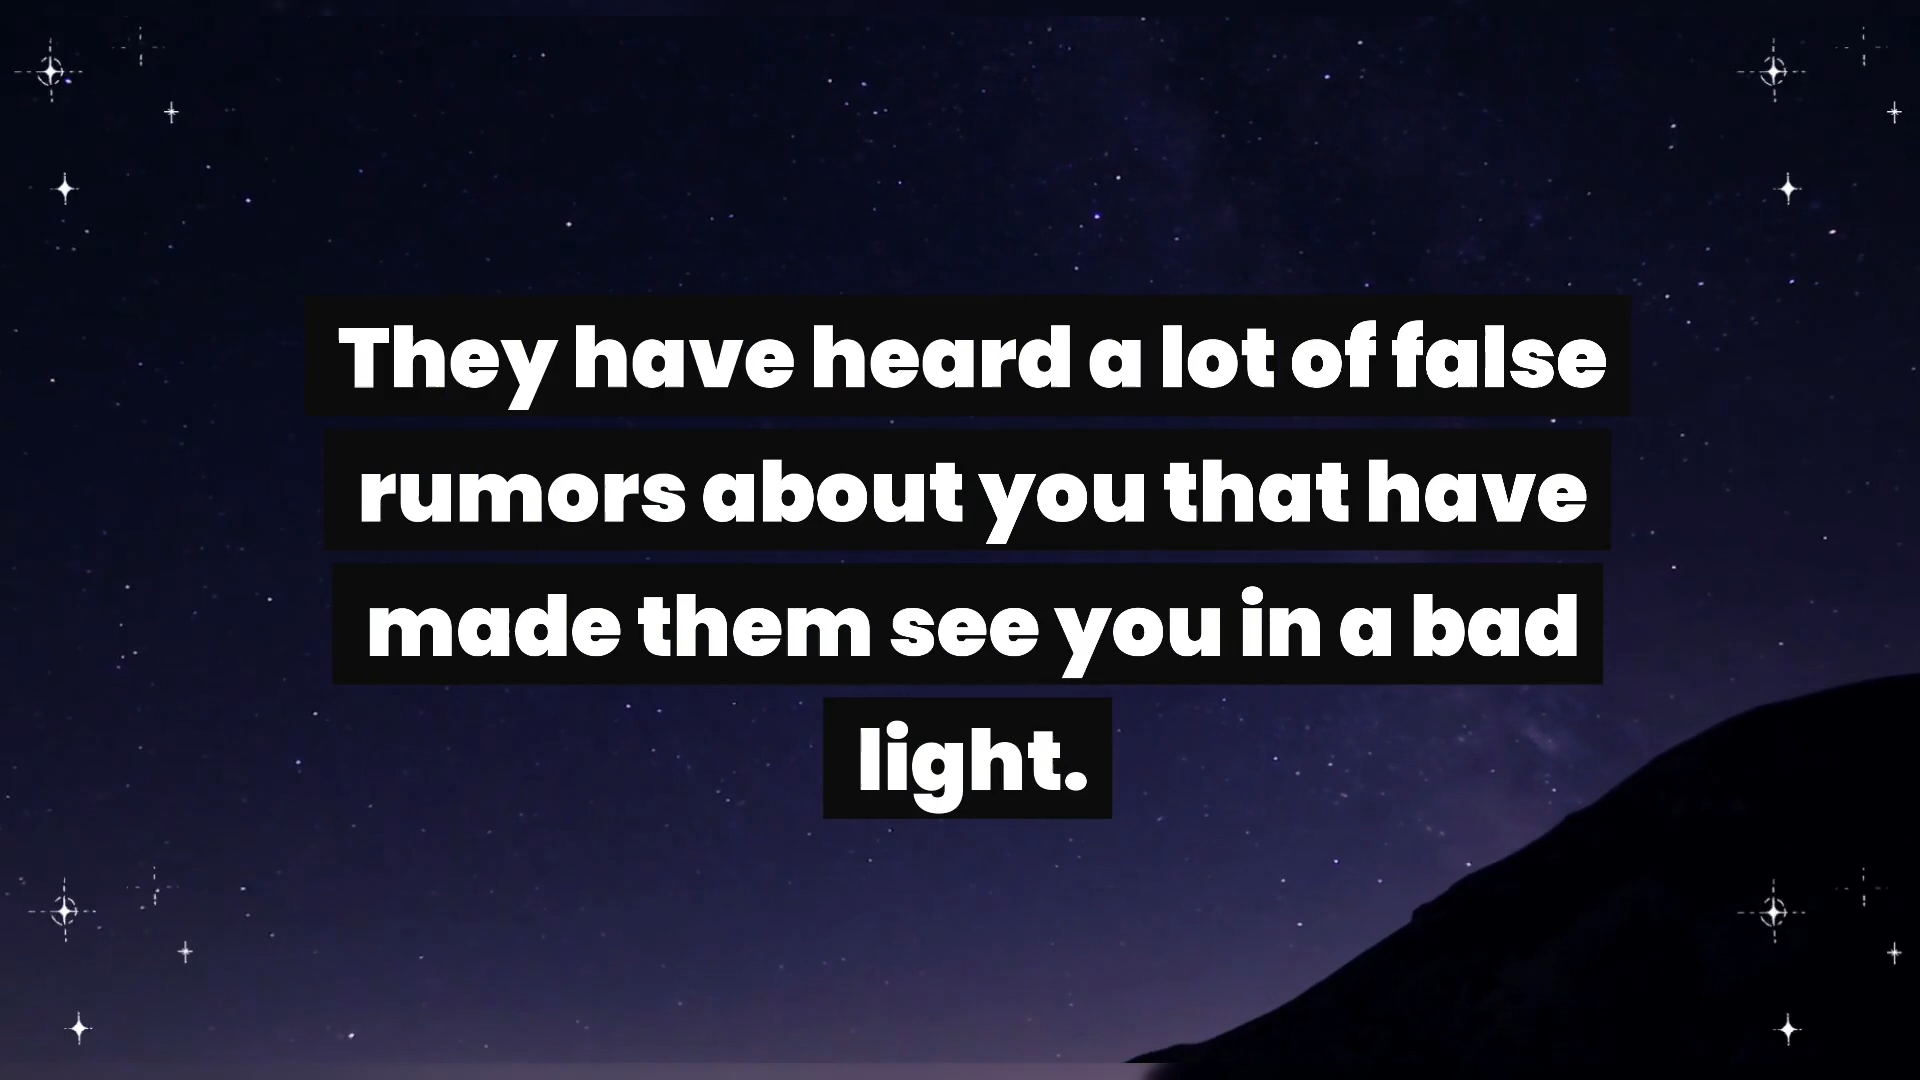 They have heard a lot of false
rumors about you that have
made them see you in a bad
light.